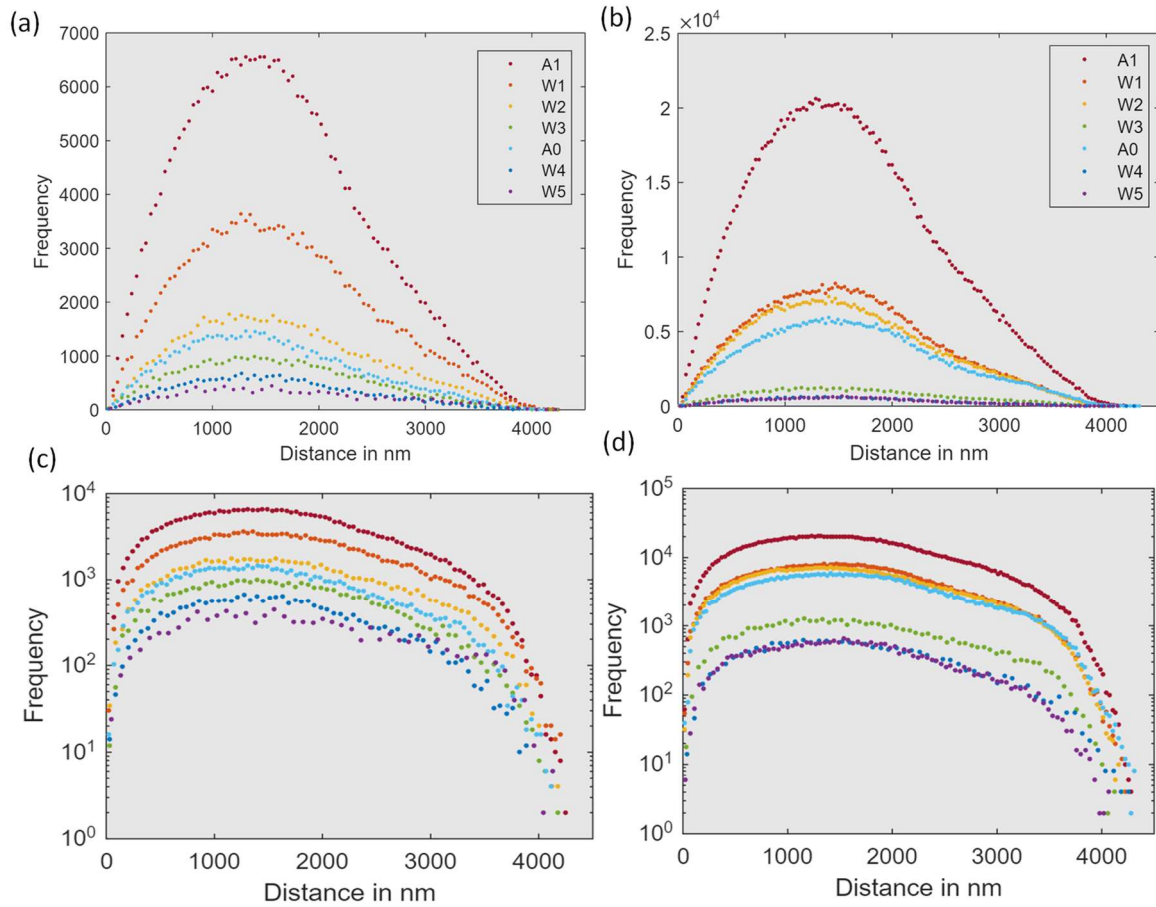 (a)
7000
6000
5000
4000
3000
2000
1000
0
Frequency
0 1000 2000 3000 4000
Distance in nm
A1
W1
W2
W3
A0
W4
W5
(b)
×10⁴
2.5
2
1.5
1
0.5
0
Frequency
0 1000 2000 3000 4000
Distance in nm
A1
W1
W2
W3
A0
W4
W5
(c)
10⁴
10³
10²
10¹
10⁰
Frequency
0 1000 2000 3000 4000
Distance in nm
(d)
10⁵
10⁴
10³
10²
10¹
10⁰
Frequency
0 1000 2000 3000 4000
Distance in nm